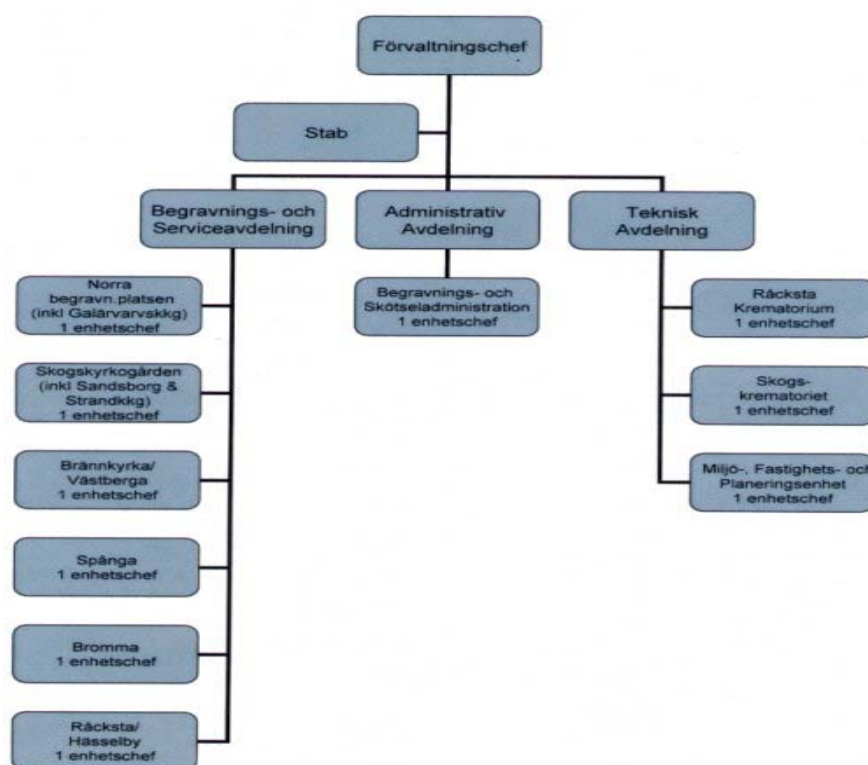 Förvaltningschef
Stab
Begravnings- och
Serviceavdelning
Administrativ
Avdelning
Teknisk
Avdelning
Norra
begravn.platsen
(inkl Galärvarvskkg)
1 enhetschef
Skogskyrkogården
(inkl Sandsborg &
Strandkkg)
1 enhetschef
Brännkyrka/
Västberga
1 enhetschef
Spånga
1 enhetschef
Bromma
1 enhetschef
Råcksta/
Hässelby
1 enhetschef
Begravnings- och
Skötseladministration
1 enhetschef
Råcksta
Krematorium
1 enhetschef
Skogs-
krematoriet
1 enhetschef
Miljö-, Fastighets- och
Planeringsenhet
1 enhetschef